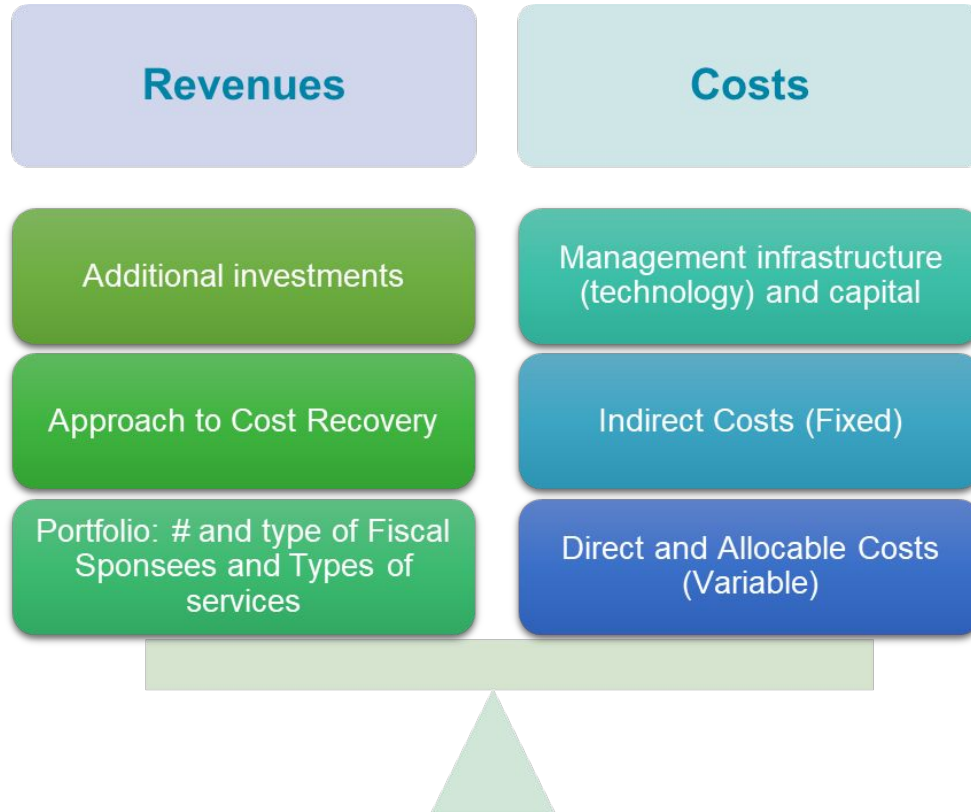 Revenues
Costs
Additional investments
Management infrastructure
(technology) and capital
Approach to Cost Recovery
Indirect Costs (Fixed)
Portfolio: # and type of Fiscal
Sponsees and Types of
services
Direct and Allocable Costs
(Variable)